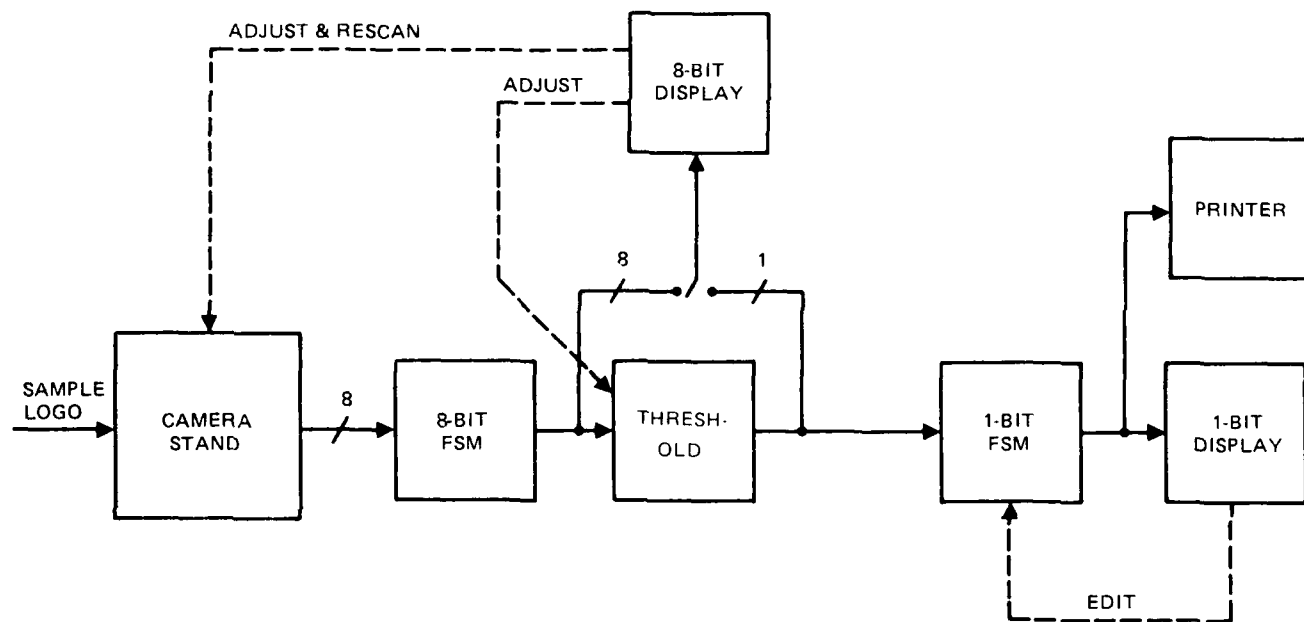 ADJUST & RESCAN
8-BIT
DISPLAY
ADJUST
PRINTER
8
1
SAMPLE
LOGO
CAMERA
STAND
8
8-BIT
FSM
THRESH-
OLD
1-BIT
FSM
1-BIT
DISPLAY
EDIT